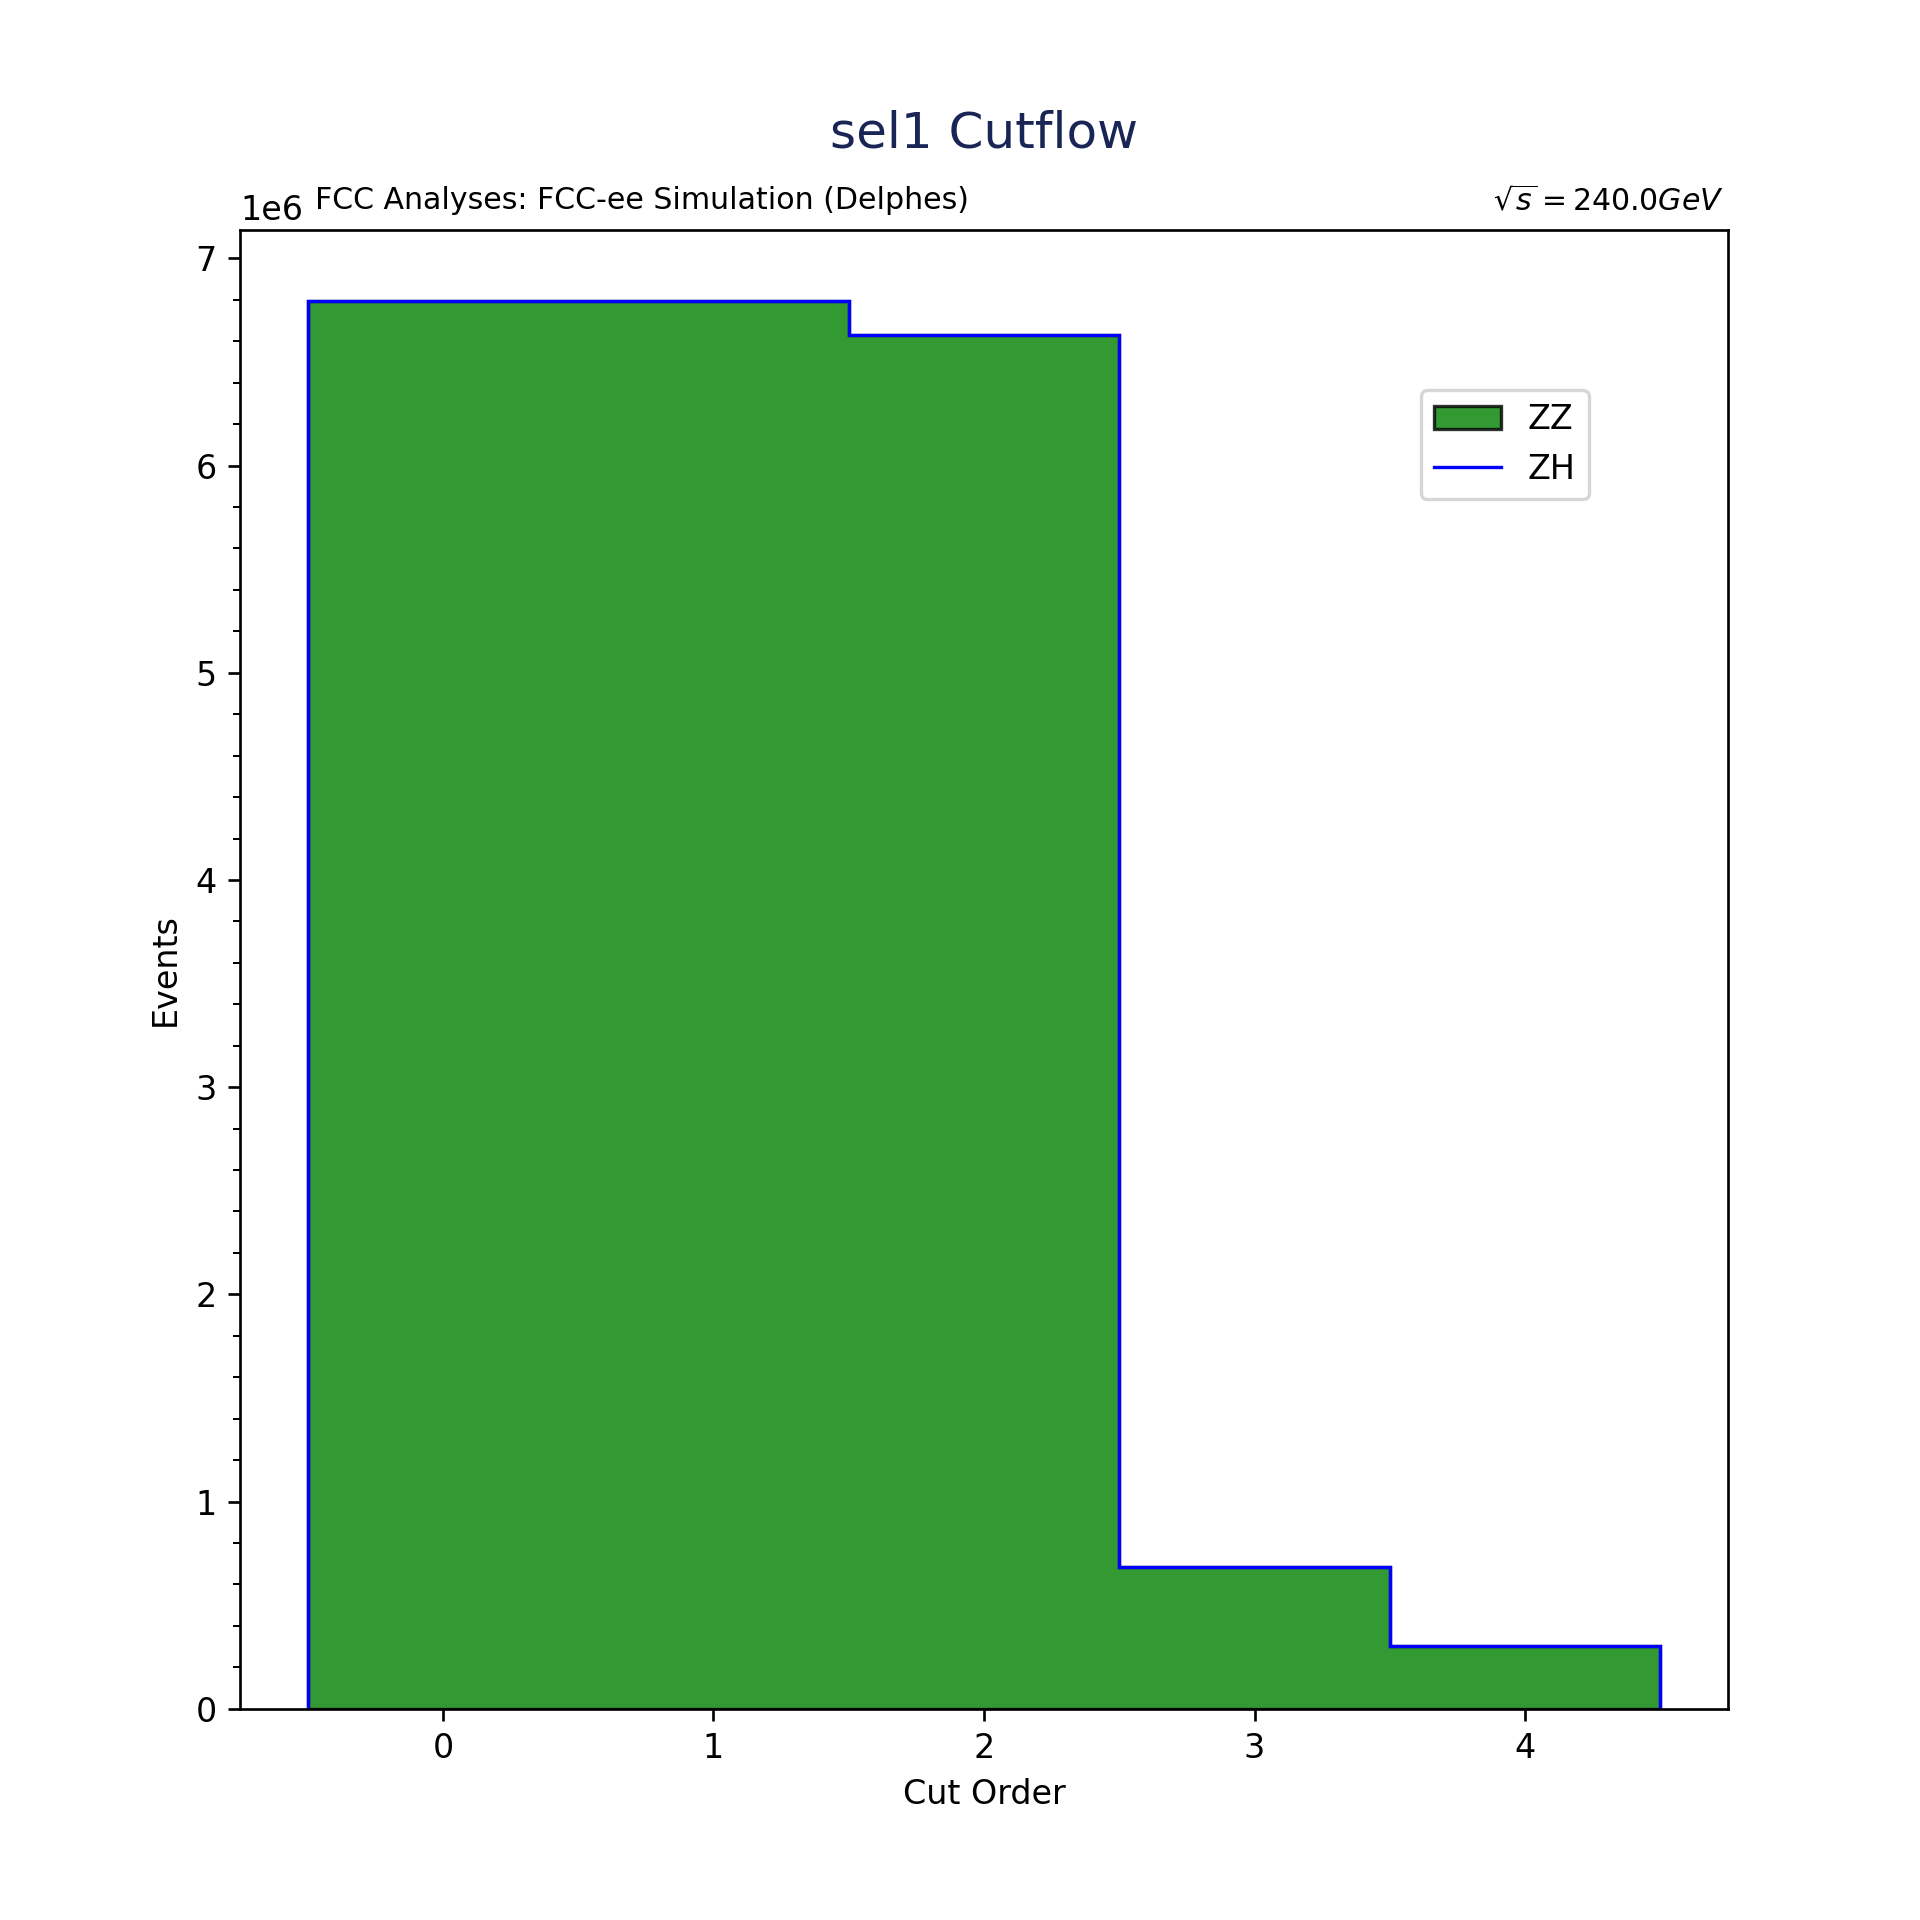 sel1 Cutflow
1e6 FCC Analyses: FCC-ee Simulation (Delphes) √s = 240.0GeV
7
6
5
4
3
2
1
0
Events
ZZ
ZH
0 1 2 3 4
Cut Order